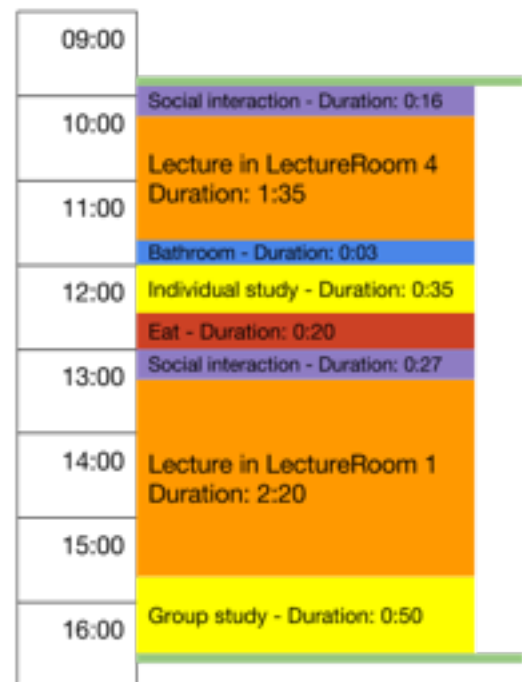 09:00
Social interaction - Duration: 0:16
10:00
Lecture in LectureRoom 4
Duration: 1:35
11:00
Bathroom - Duration: 0:03
12:00
Individual study - Duration: 0:35
Eat - Duration: 0:20
Social interaction - Duration: 0:27
13:00
14:00
Lecture in LectureRoom 1
Duration: 2:20
15:00
Group study - Duration: 0:50
16:00